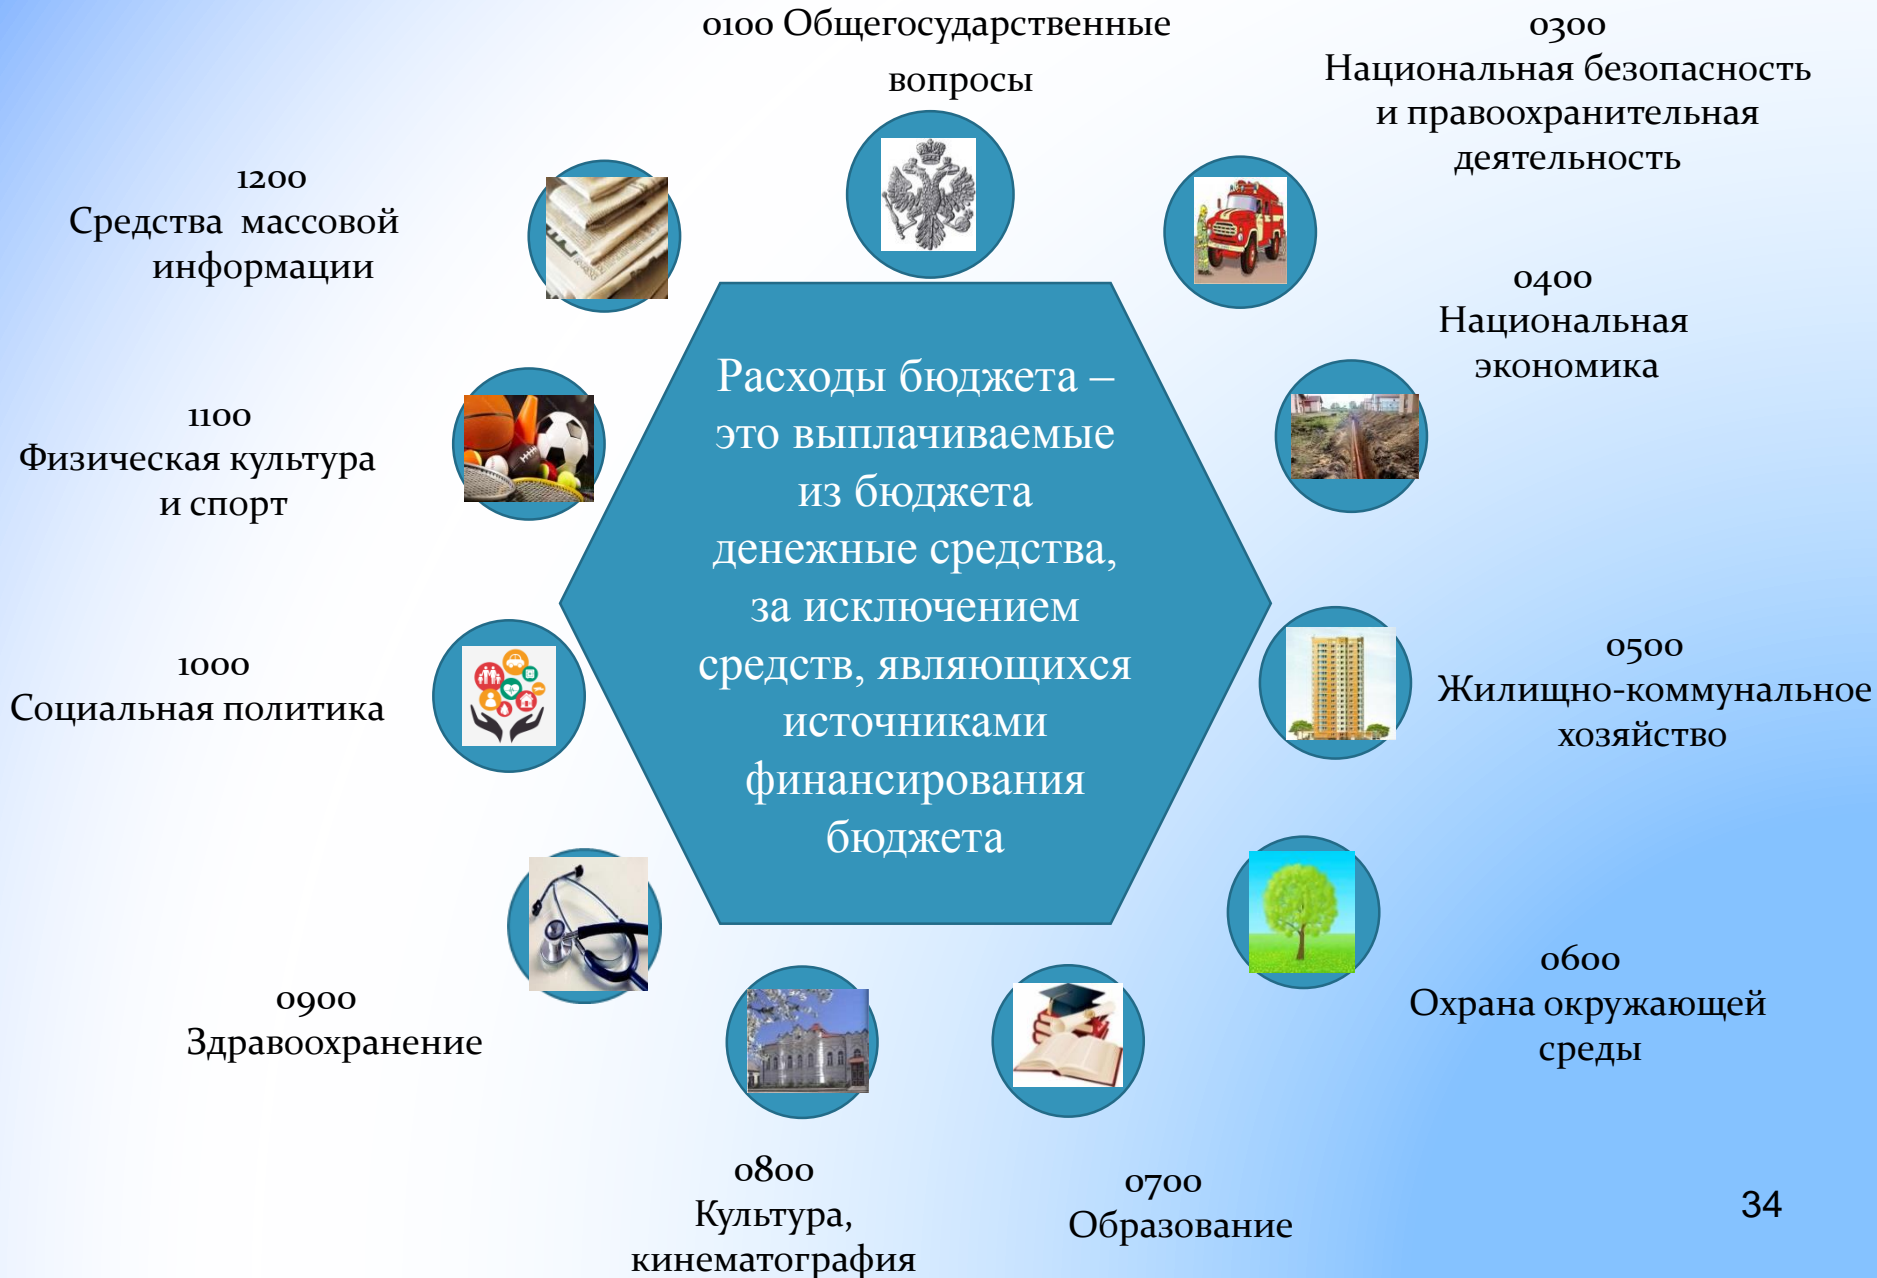 0100 Общегосударственные
вопросы
0300
Национальная безопасность
и правоохранительная
деятельность
0400
Национальная
экономика
0500
Жилищно-коммунальное
хозяйство
0600
Охрана окружающей
среды
0700
Образование
0800
Культура,
кинематография
0900
Здравоохранение
1000
Социальная политика
1100
Физическая культура
и спорт
1200
Средства массовой
информации
Расходы бюджета –
это выплачиваемые
из бюджета
денежные средства,
за исключением
средств, являющихся
источниками
финансирования
бюджета
34